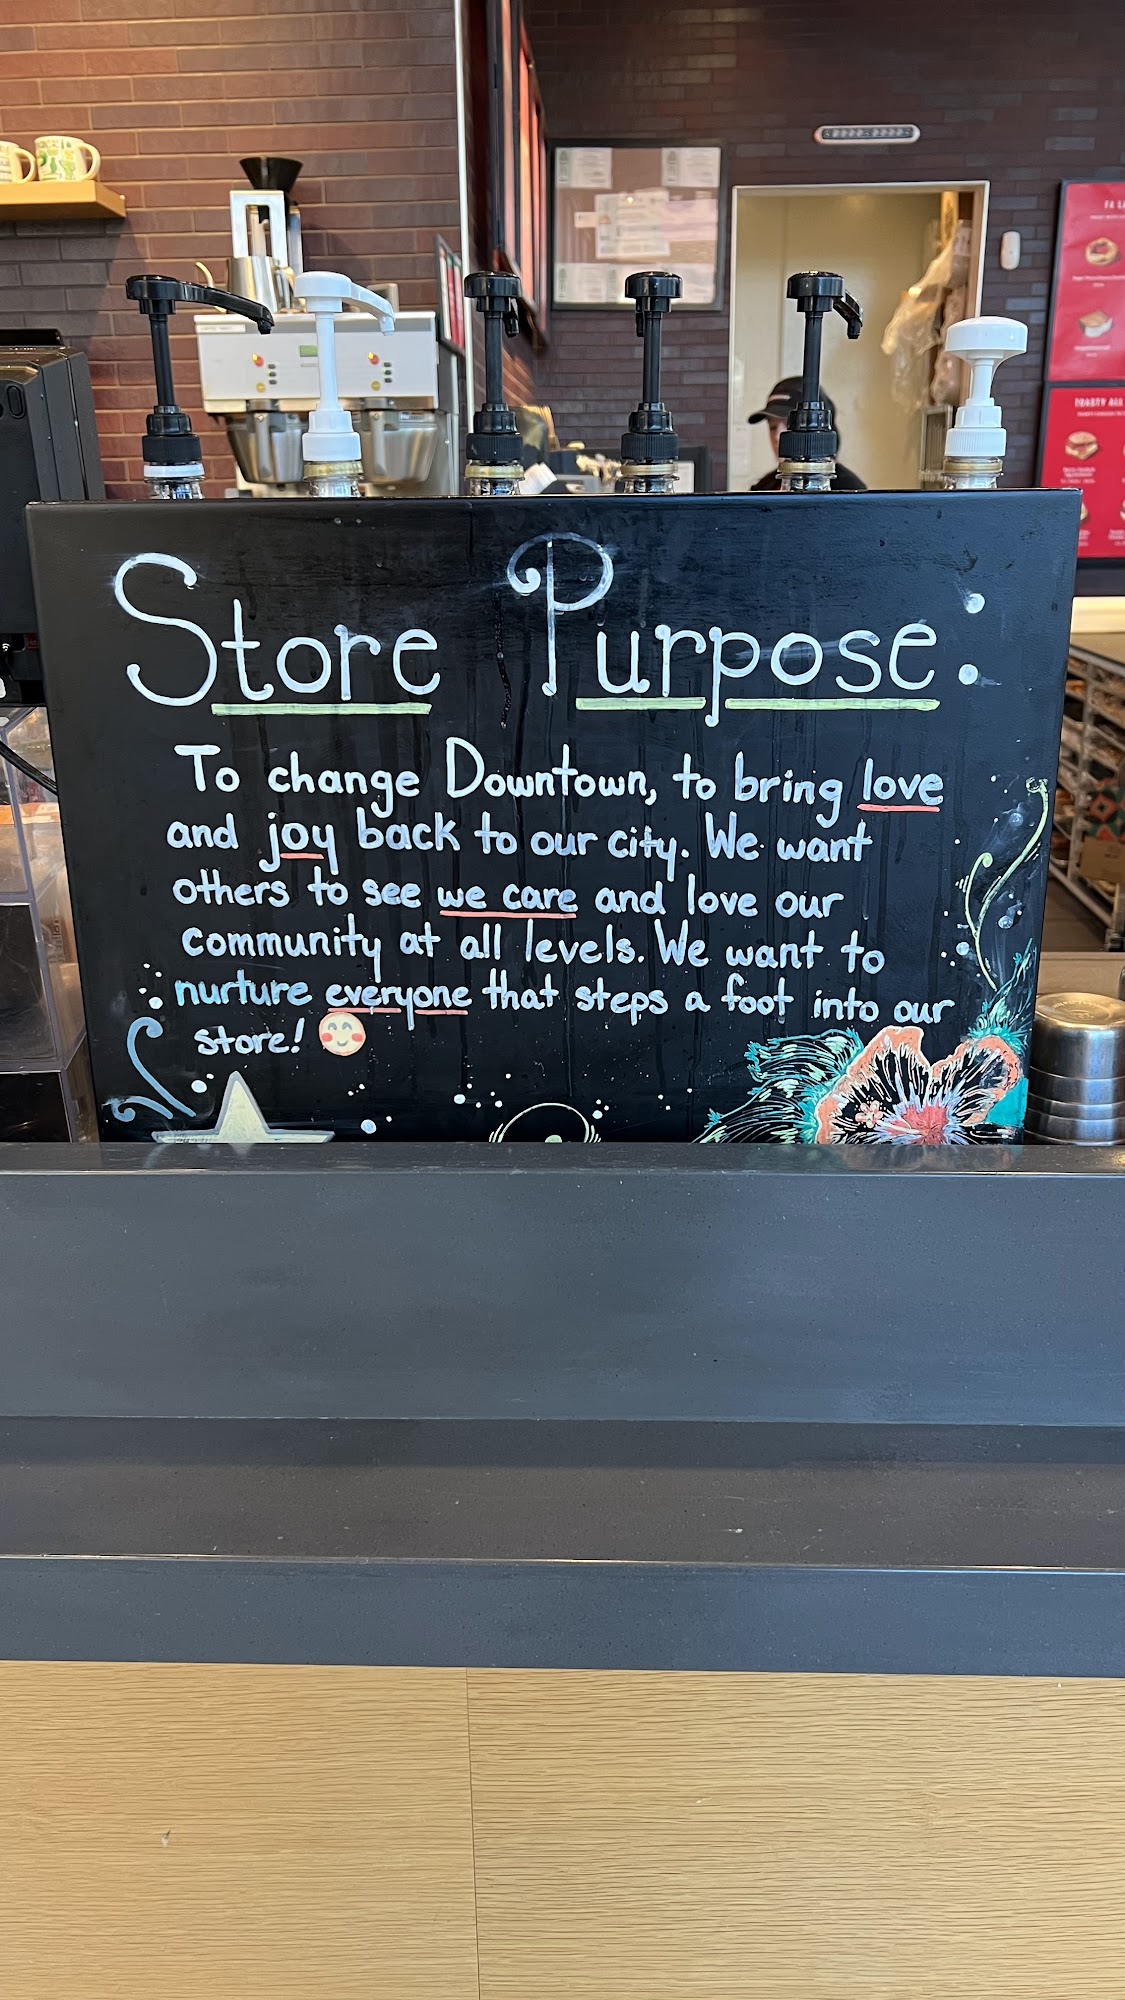 Store Purpose:
To change Downtown, to bring love
and joy back to our city. We want
others to see we care and love our
community at all levels. We want to
nurture everyone that steps a foot into our
store!
TOASTY ALL